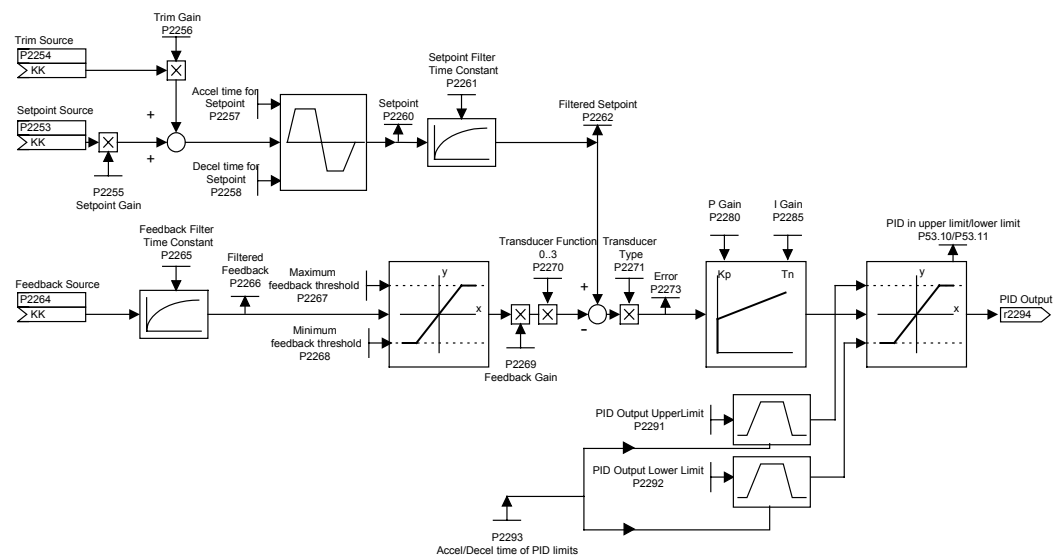 Trim Gain
P2256
Trim Source
P2254
KK
Setpoint Source
P2253
KK
+
+
P2255
Setpoint Gain
Accel time for
Setpoint
P2257
Decel time for
Setpoint
P2258
Setpoint
P2260
Setpoint Filter
Time Constant
P2261
Filtered Setpoint
P2262
Feedback Filter
Time Constant
P2265
Feedback Source
P2264
KK
Filtered
Feedback
P2266
Maximum
feedback threshold
P2267
Minimum
feedback threshold
P2268
y
x
P2269
Feedback Gain
Transducer Function
0..3
P2270
+
−
Transducer
Type
P2271
Error
P2273
P Gain
P2280
I Gain
P2285
Kp
Tn
PID in upper limit/lower limit
P53.10/P53.11
y
x
PID Output
r2294
PID Output UpperLimit
P2291
PID Output Lower Limit
P2292
P2293
Accel/Decel time of PID limits